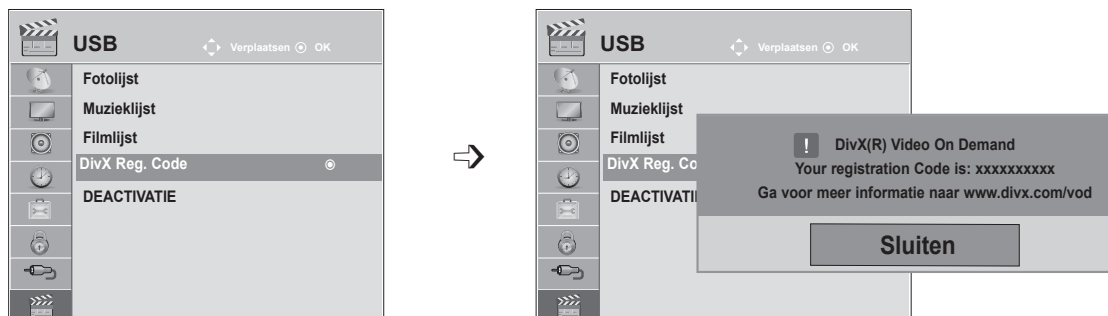 USB
Verplaatsen OK
Fotolijst
Muzieklijst
Filmlijst
DivX Reg. Code
DEACTIVATIE
USB
Verplaatsen OK
Fotolijst
Muzieklijst
Filmlijst
DivX Reg. Co
DEACTIVATI
! DivX(R) Video On Demand
Your registration Code is: xxxxxxxxxx
Ga voor meer informatie naar www.divx.com/vod
Sluiten